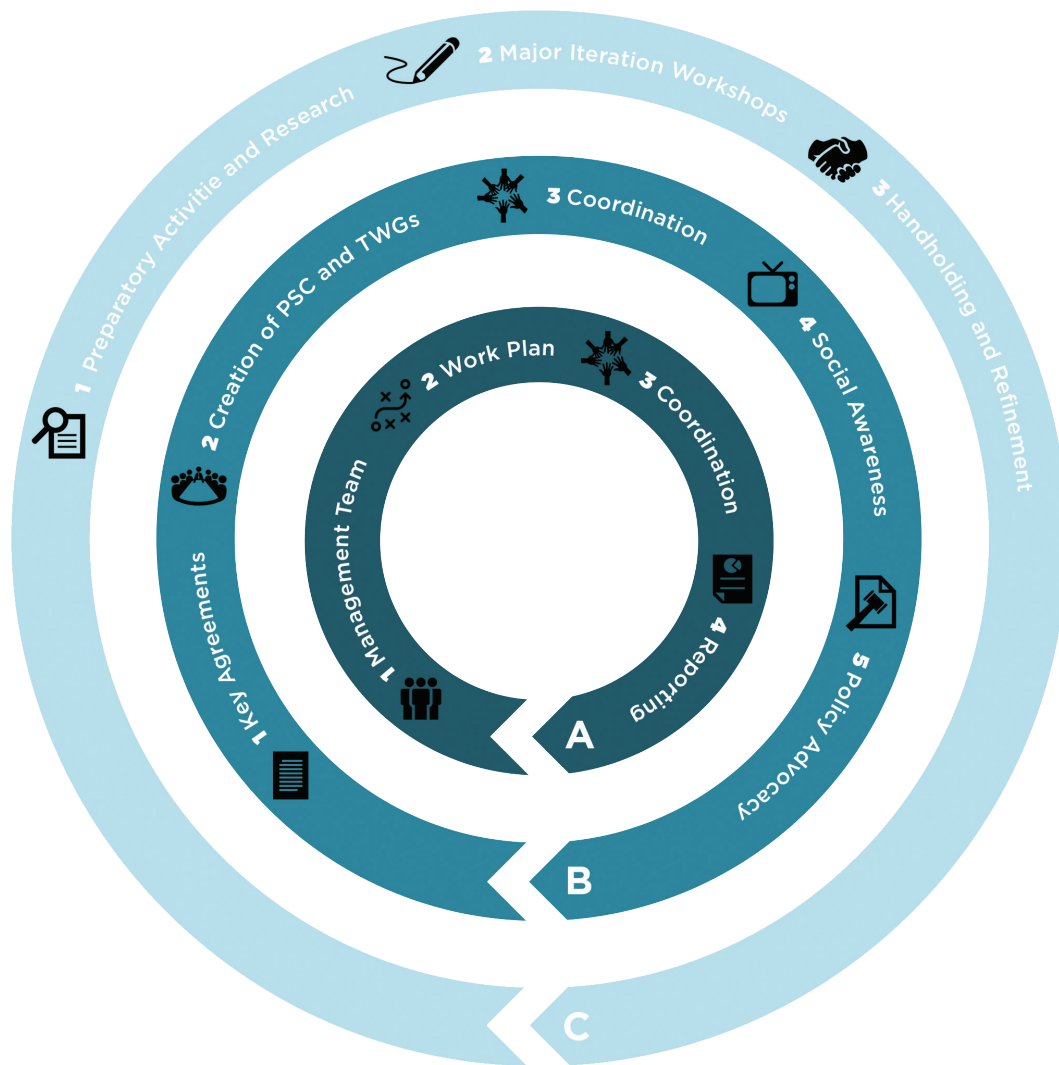 1 Preparatory Activitie and Research
2 Major Iteration Workshops
3 Handholding and Refinement
C
1 Key Agreements
2 Creation of PSC and TWGs
3 Coordination
4 Social Awareness
5 Policy Advocacy
B
1 Management Team
2 Work Plan
3 Coordination
4 Reporting
A